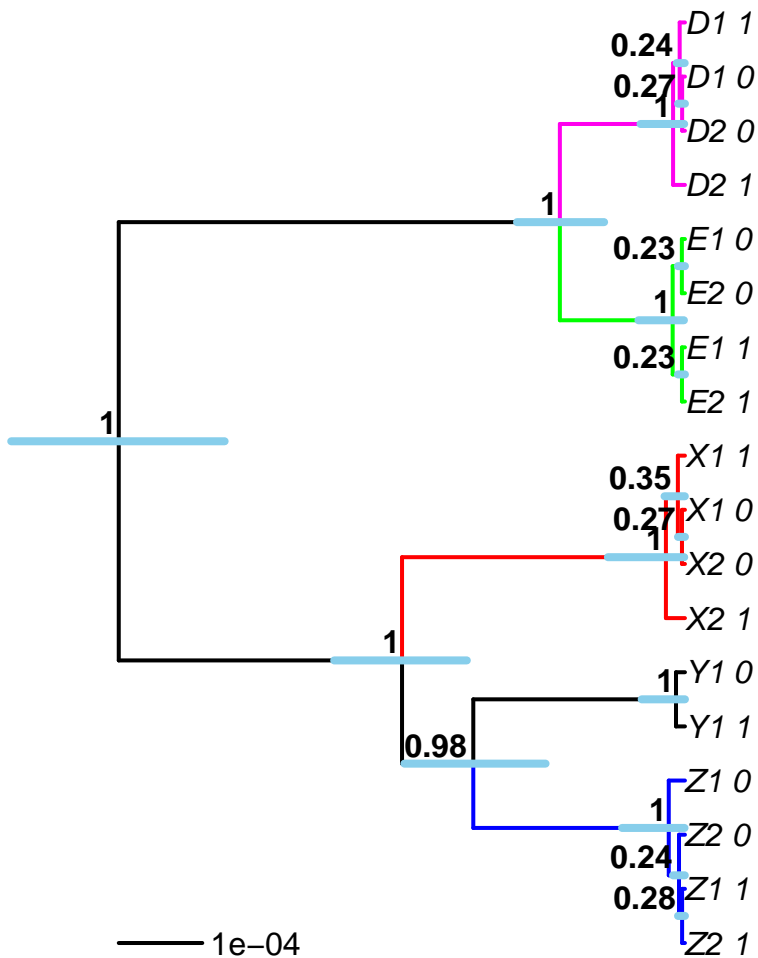 D1 1
0.24
D1 0
0.27
1
D2 0
D2 1
1
E1 0
0.23
E2 0
1
E1 1
0.23
E2 1
1
X1 1
0.35
X1 0
0.27
1
X2 0
X2 1
1
Y1 0
1
Y1 1
0.98
Z1 0
1
Z2 0
0.24
Z1 1
0.28
Z2 1
1e−04